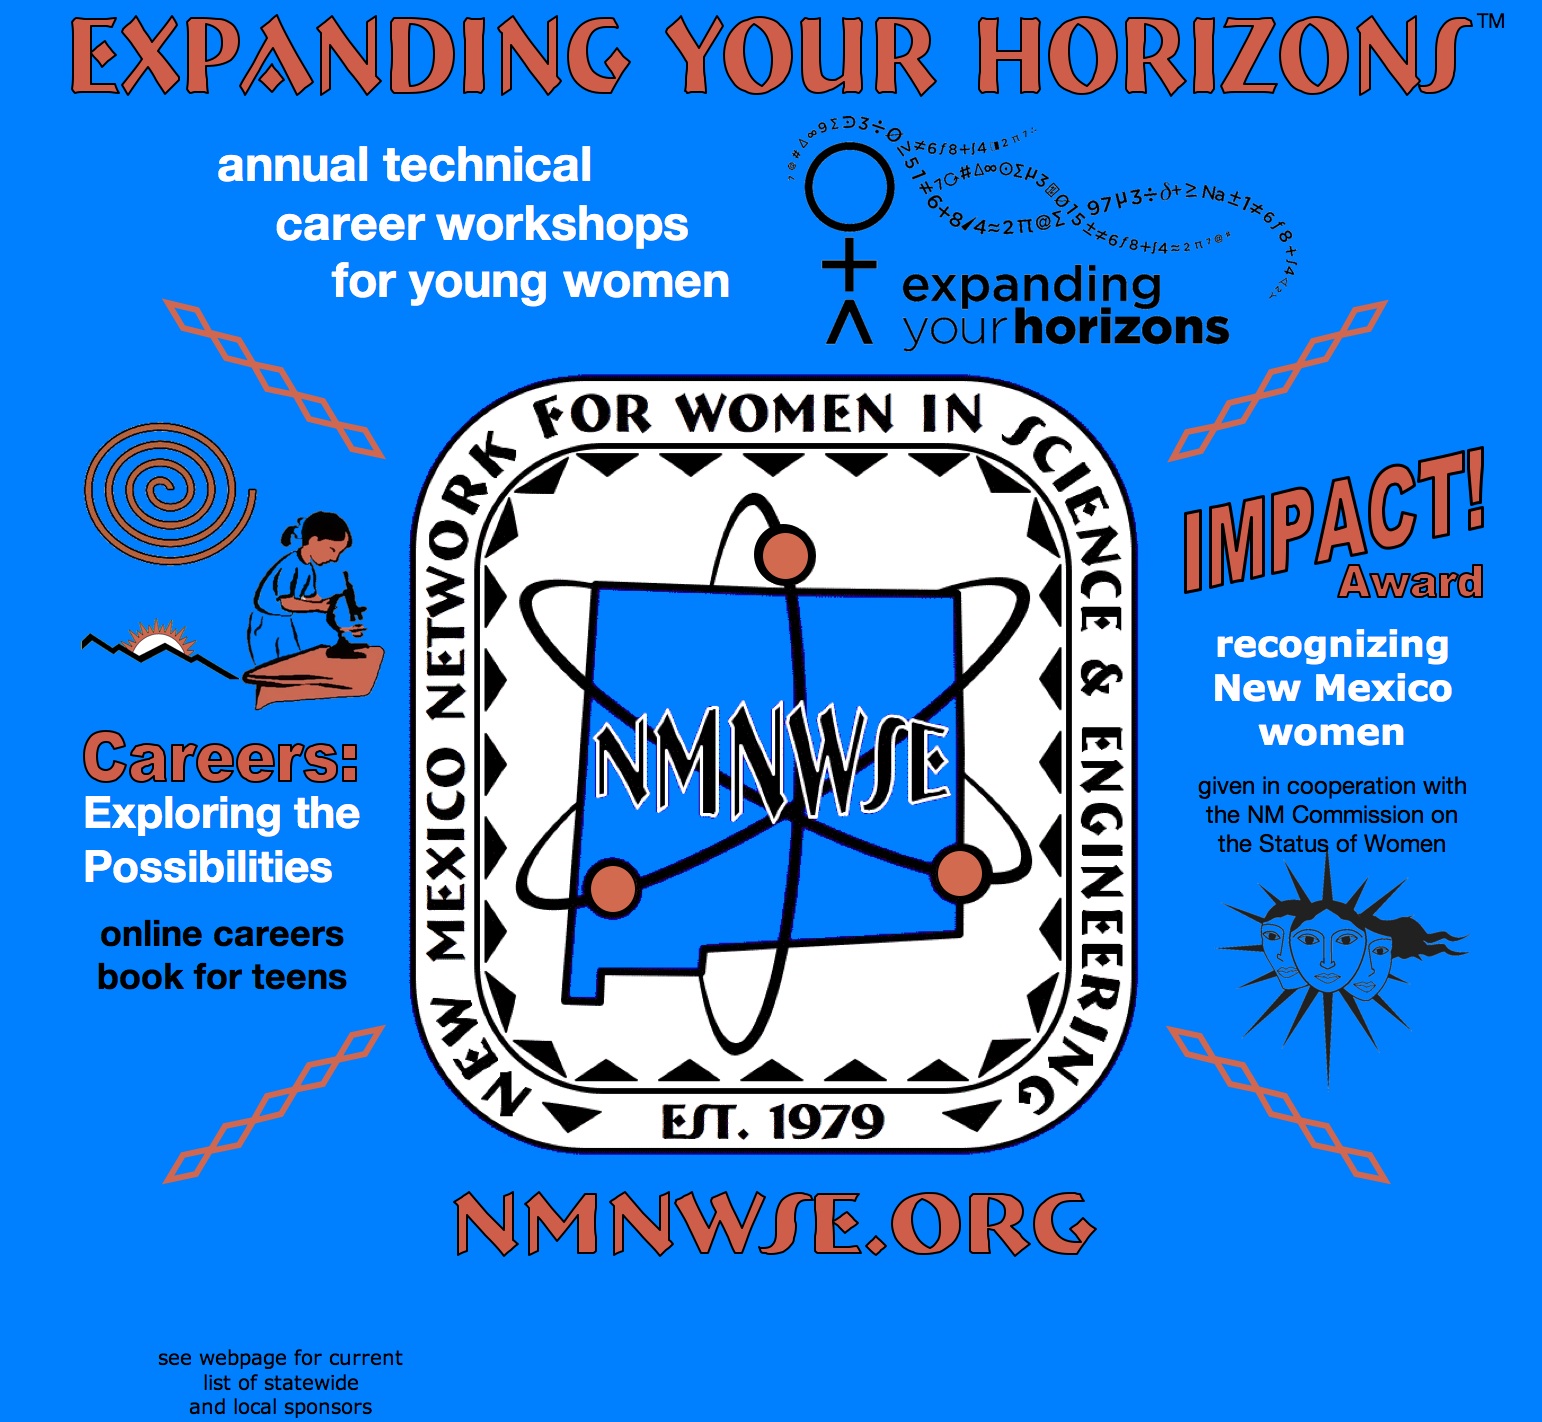 EXPANDING YOUR HORIZONS™
annual technical
career workshops
for young women
expanding
yourhorizons
NEW MEXICO NETWORK FOR WOMEN IN SCIENCE & ENGINEERING
NMNWSE
EST. 1979
Careers:
Exploring the
Possibilities
online careers
book for teens
IMPACT!
Award
recognizing
New Mexico
women
given in cooperation with
the NM Commission on
the Status of Women
NMNWSE.ORG
see webpage for current
list of statewide
and local sponsors